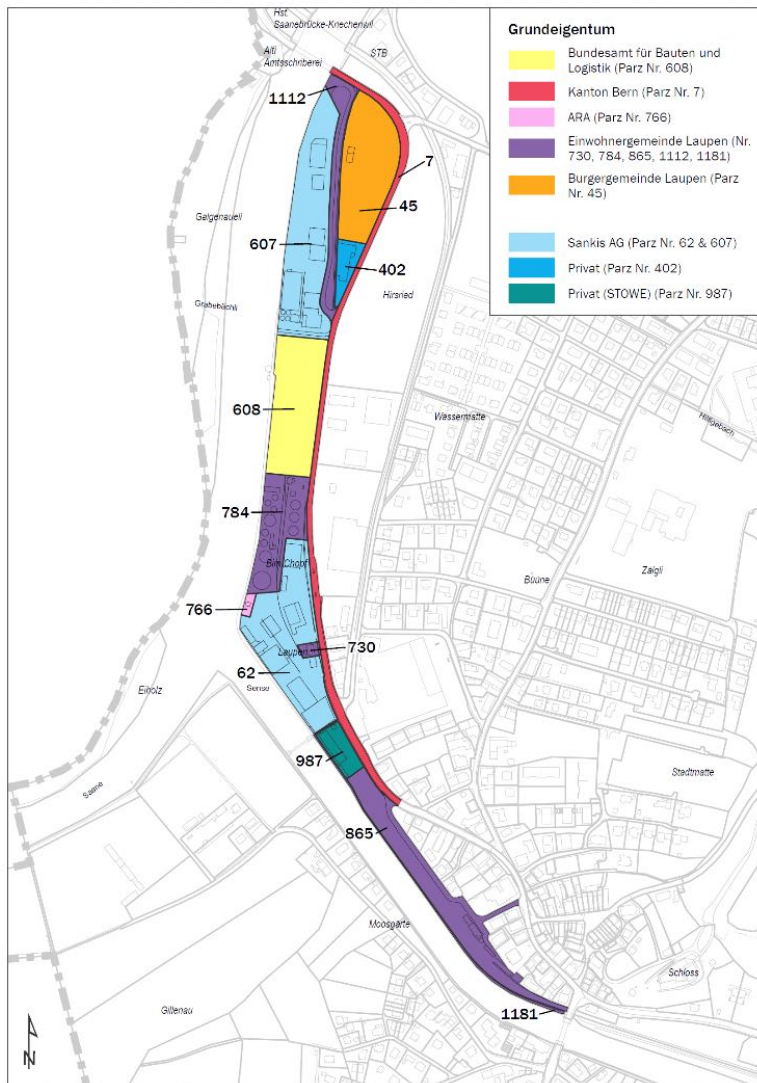 Hst.
Saanebrücke-Knechenwil
Alti
Amtsschriberei
STB
1112
7
45
Galgenaueli
607
402
Hirsried
Grabebächli
608
Wassermatte
Hilligebach
784
Bim Chopf
Büüne
Zälgli
766
730
Laupen
62
Sense
Eiholz
987
Stadtmatte
Saane
865
Moosgärte
Schloss
Gillenau
1181
N
Grundeigentum
Bundesamt für Bauten und
Logistik (Parz Nr. 608)
Kanton Bern (Parz Nr. 7)
ARA (Parz Nr. 766)
Einwohnergemeinde Laupen (Nr.
730, 784, 865, 1112, 1181)
Burgergemeinde Laupen (Parz
Nr. 45)
Sankis AG (Parz Nr. 62 & 607)
Privat (Parz Nr. 402)
Privat (STOWE) (Parz Nr. 987)